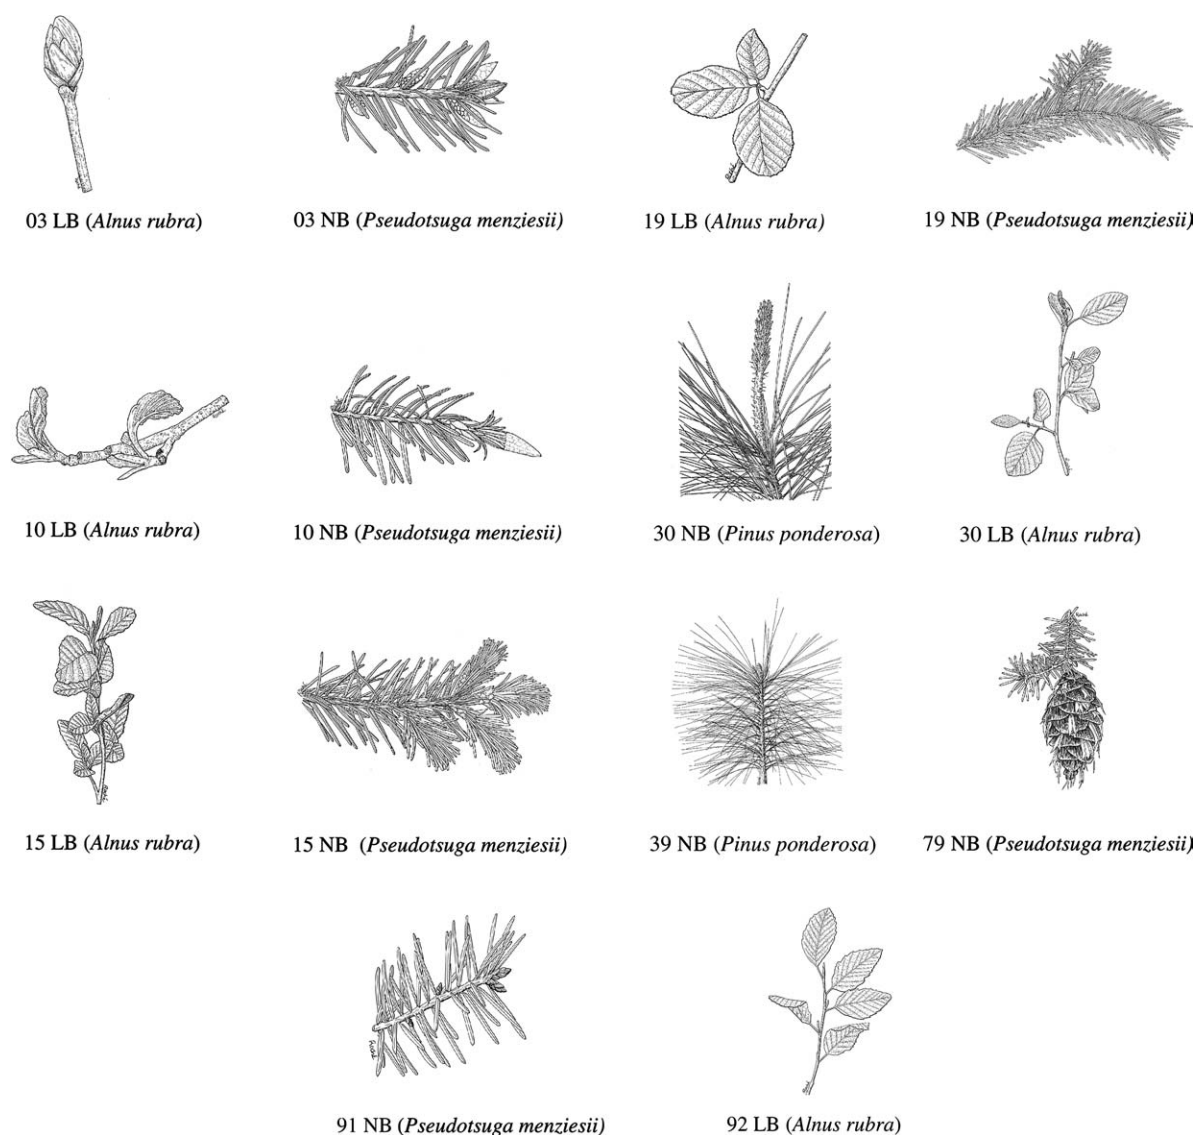 03 LB (Alnus rubra)
03 NB (Pseudotsuga menziesii)
19 LB (Alnus rubra)
19 NB (Pseudotsuga menziesii)
10 LB (Alnus rubra)
10 NB (Pseudotsuga menziesii)
30 NB (Pinus ponderosa)
30 LB (Alnus rubra)
15 LB (Alnus rubra)
15 NB (Pseudotsuga menziesii)
39 NB (Pinus ponderosa)
79 NB (Pseudotsuga menziesii)
91 NB (Pseudotsuga menziesii)
92 LB (Alnus rubra)